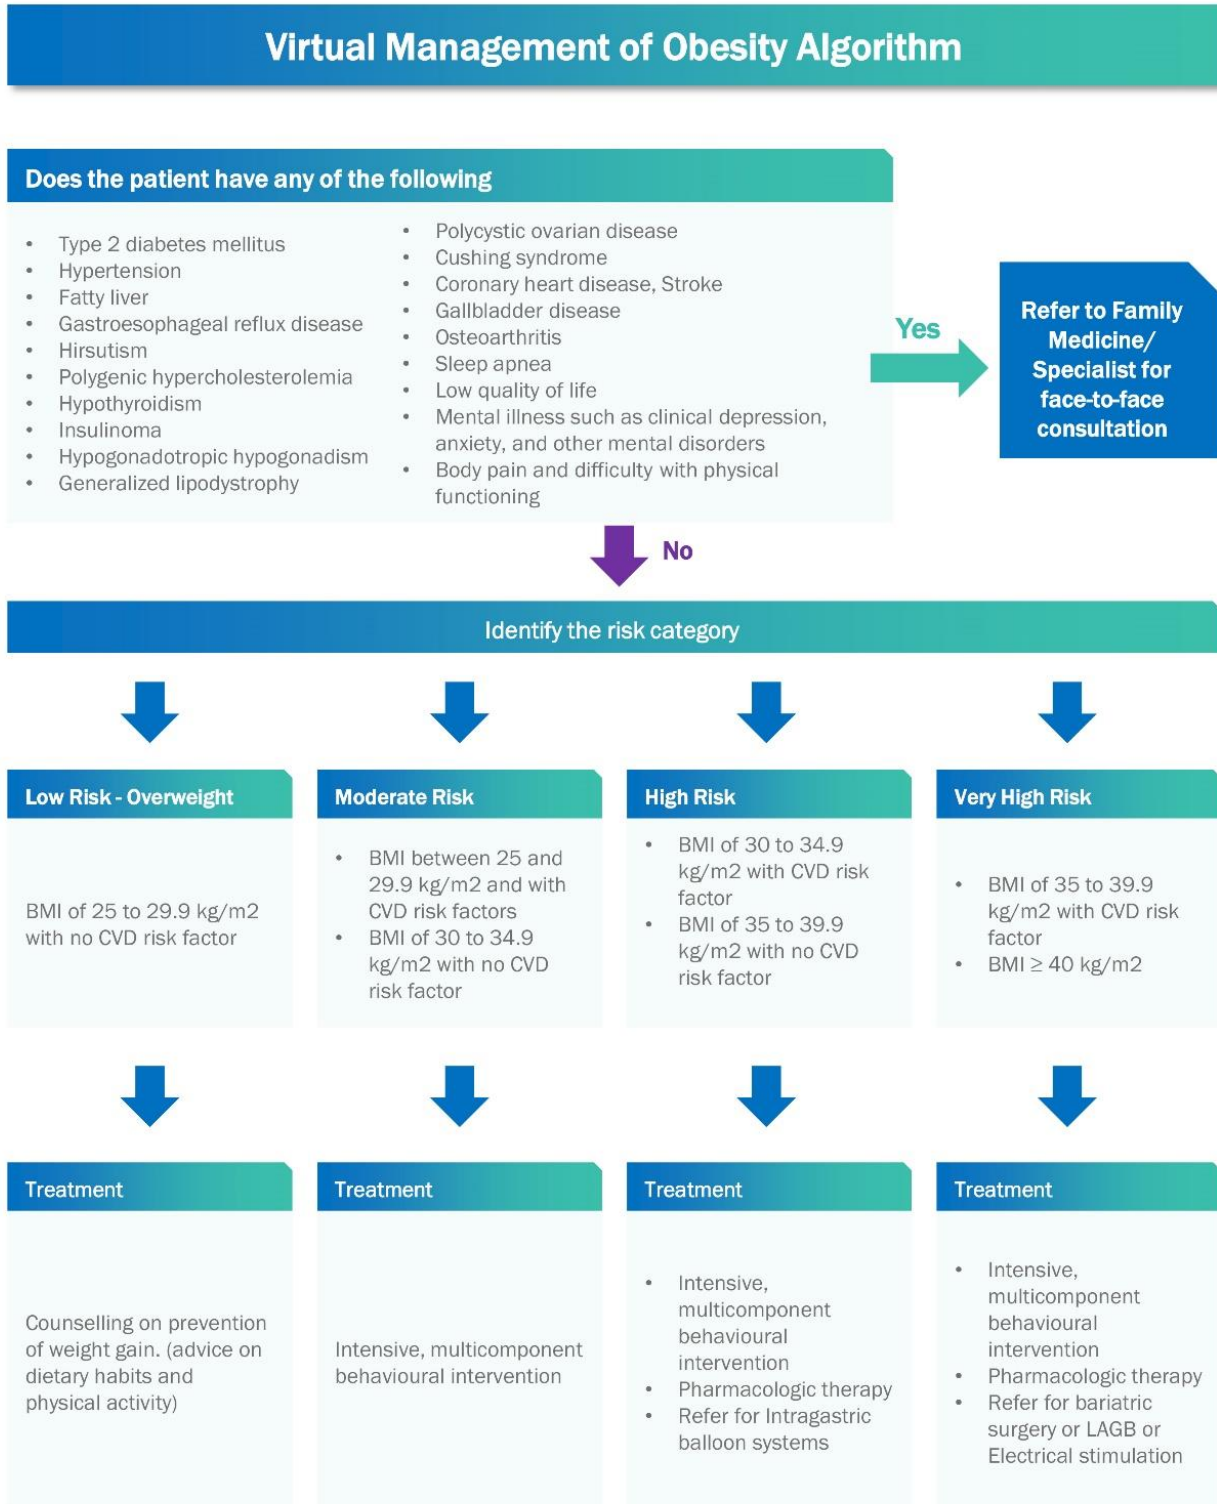 Virtual Management of Obesity Algorithm
Does the patient have any of the following
• Type 2 diabetes mellitus
• Hypertension
• Fatty liver
• Gastroesophageal reflux disease
• Hirsutism
• Polygenic hypercholesterolemia
• Hypothyroidism
• Insulinoma
• Hypogonadotropic hypogonadism
• Generalized lipodystrophy
• Polycystic ovarian disease
• Cushing syndrome
• Coronary heart disease, Stroke
• Gallbladder disease
• Osteoarthritis
• Sleep apnea
• Low quality of life
• Mental illness such as clinical depression,
anxiety, and other mental disorders
• Body pain and difficulty with physical
functioning
Yes
Refer to Family
Medicine/
Specialist for
face-to-face
consultation
No
Identify the risk category
Low Risk - Overweight
BMI of 25 to 29.9 kg/m2
with no CVD risk factor
Moderate Risk
• BMI between 25 and
29.9 kg/m2 and with
CVD risk factors
• BMI of 30 to 34.9
kg/m2 with no CVD
risk factor
High Risk
• BMI of 30 to 34.9
kg/m2 with CVD risk
factor
• BMI of 35 to 39.9
kg/m2 with no CVD
risk factor
Very High Risk
• BMI of 35 to 39.9
kg/m2 with CVD risk
factor
• BMI ≥ 40 kg/m2
Treatment
Counselling on prevention
of weight gain. (advice on
dietary habits and
physical activity)
Treatment
Intensive, multicomponent
behavioural intervention
Treatment
• Intensive,
multicomponent
behavioural
intervention
• Pharmacologic therapy
• Refer for Intragastric
balloon systems
Treatment
• Intensive,
multicomponent
behavioural
intervention
• Pharmacologic therapy
• Refer for bariatric
surgery or LAGB or
Electrical stimulation